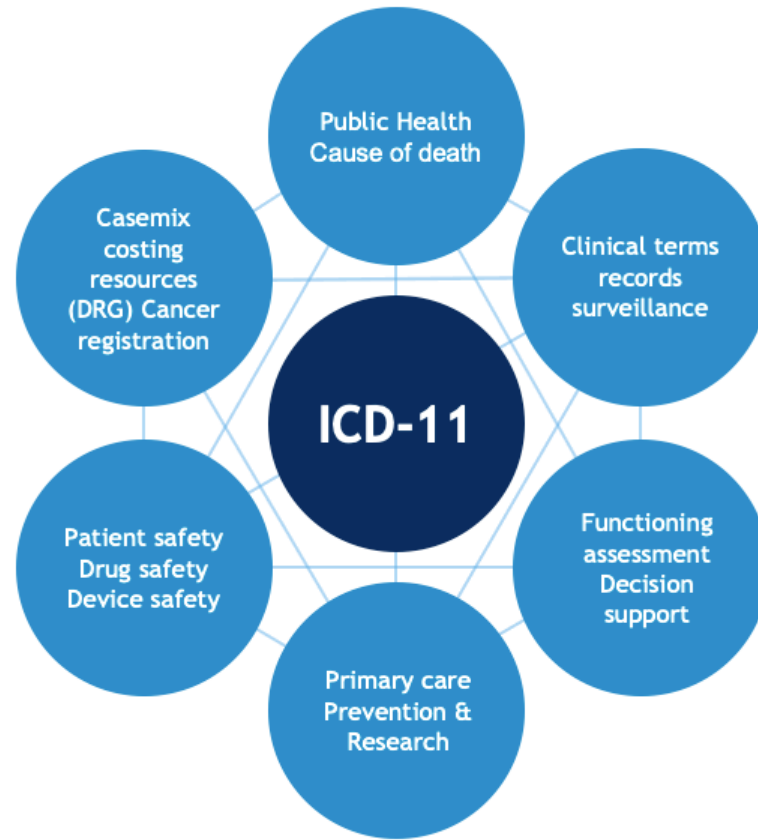 Public Health
Cause of death
Casemix
costing
resources
(DRG) Cancer
registration
Clinical terms
records
surveillance
ICD-11
Patient safety
Drug safety
Device safety
Functioning
assessment
Decision
support
Primary care
Prevention &
Research